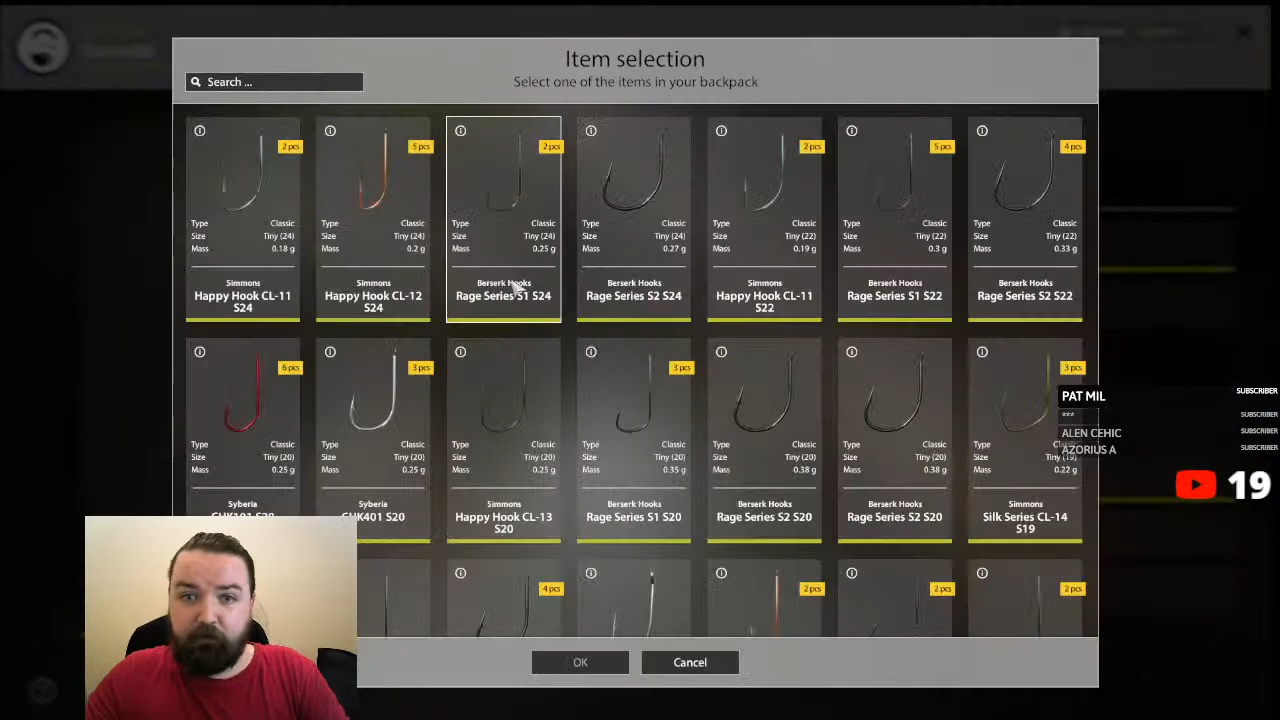 Item selection
Search ...
Select one of the items in your backpack
2 pcs
Type Classic
Size Tiny (24)
Mass 0.18 g
Simmons
Happy Hook CL-11
S24
5 pcs
Type Classic
Size Tiny (24)
Mass 0.2 g
Simmons
Happy Hook CL-12
S24
2 pcs
Type Classic
Size Tiny (24)
Mass 0.25 g
Berserk Hooks
Rage Series S1 S24
Type Classic
Size Tiny (24)
Mass 0.27 g
Berserk Hooks
Rage Series S2 S24
2 pcs
Type Classic
Size Tiny (22)
Mass 0.19 g
Simmons
Happy Hook CL-11
S22
5 pcs
Type Classic
Size Tiny (22)
Mass 0.3 g
Berserk Hooks
Rage Series S1 S22
4 pcs
Type Classic
Size Tiny (22)
Mass 0.33 g
Berserk Hooks
Rage Series S2 S22
6 pcs
Type Classic
Size Tiny (20)
Mass 0.25 g
Syberia
3 pcs
Type Classic
Size Tiny (20)
Mass 0.25 g
Syberia
S20
Type Classic
Size Tiny (20)
Mass 0.25 g
Simmons
Happy Hook CL-13
S20
3 pcs
Type Classic
Size Tiny (20)
Mass 0.35 g
Berserk Hooks
Rage Series S1 S20
Type Classic
Size Tiny (20)
Mass 0.38 g
Berserk Hooks
Rage Series S2 S20
Type Classic
Size Tiny (20)
Mass 0.38 g
Berserk Hooks
Rage Series S2 S20
3 pcs
Type Classic
Size Tiny (19)
Mass 0.22 g
Simmons
Silk Series CL-14
S19
4 pcs
2 pcs
2 pcs
2 pcs
OK
Cancel
PAT MIL SUBSCRIBER
*** SUBSCRIBER
ALEN CEHIC SUBSCRIBER
AZORIUS A SUBSCRIBER
19